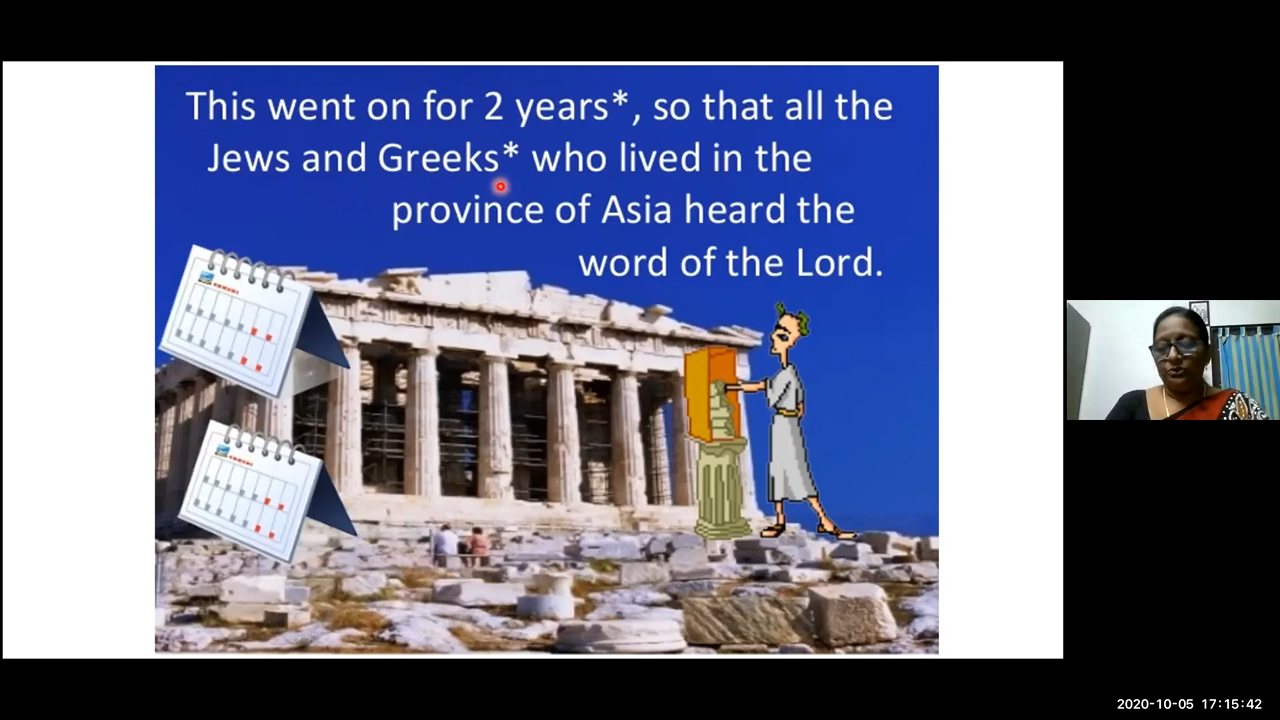 This went on for 2 years*, so that all the
Jews and Greeks* who lived in the
province of Asia heard the
word of the Lord.
2020-10-05 17:15:42